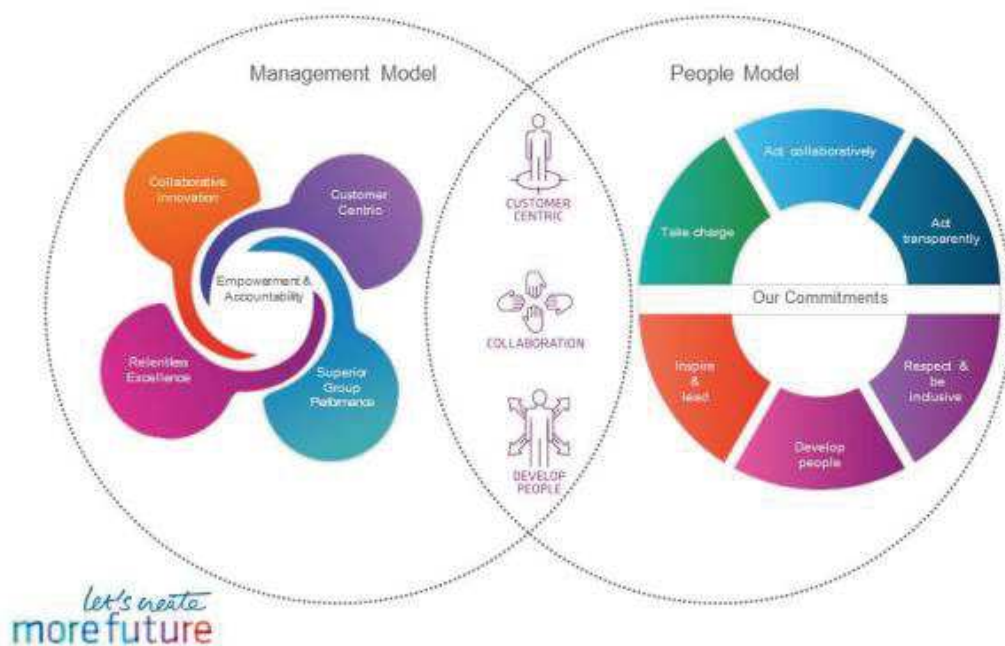 Management Model
People Model
Collaborative
Innovation
Customer
Centric
Empowerment &
Accountability
Relentless
Excellence
Superior
Group
Performance
CUSTOMER
CENTRIC
COLLABORATION
DEVELOP
PEOPLE
Act collaboratively
Take charge
Act
transparently
Our Commitments
Inspire
&
lead
Respect &
be
inclusive
Develop
people
let's create
more future